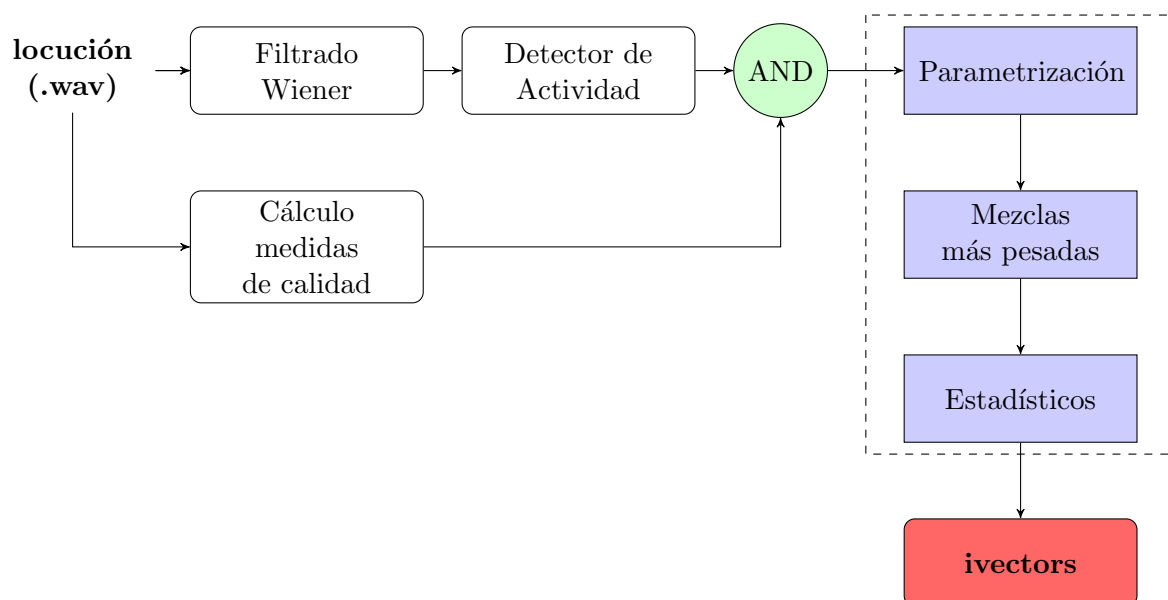 locución
(.wav)
Filtrado
Wiener
Detector de
Actividad
AND
Parametrización
Cálculo
medidas
de calidad
Mezclas
más pesadas
Estadísticos
ivectors